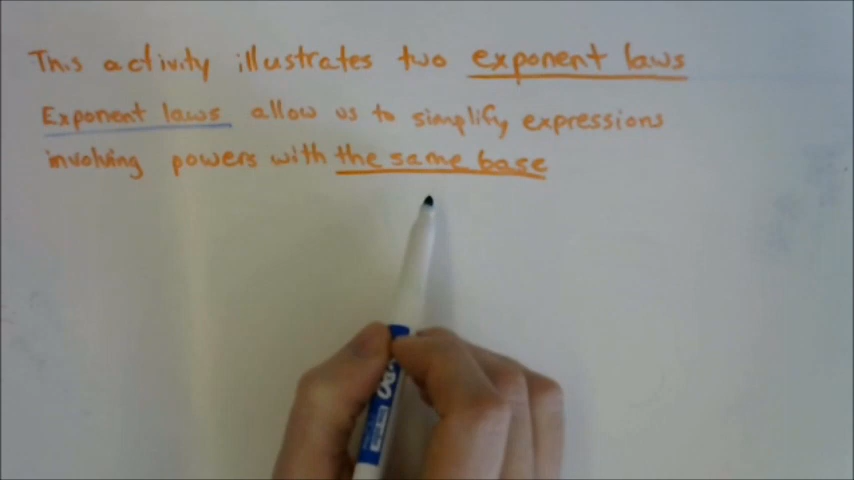 This activity illustrates two exponent laws
Exponent laws allow us to simplify expressions
involving powers with the same base